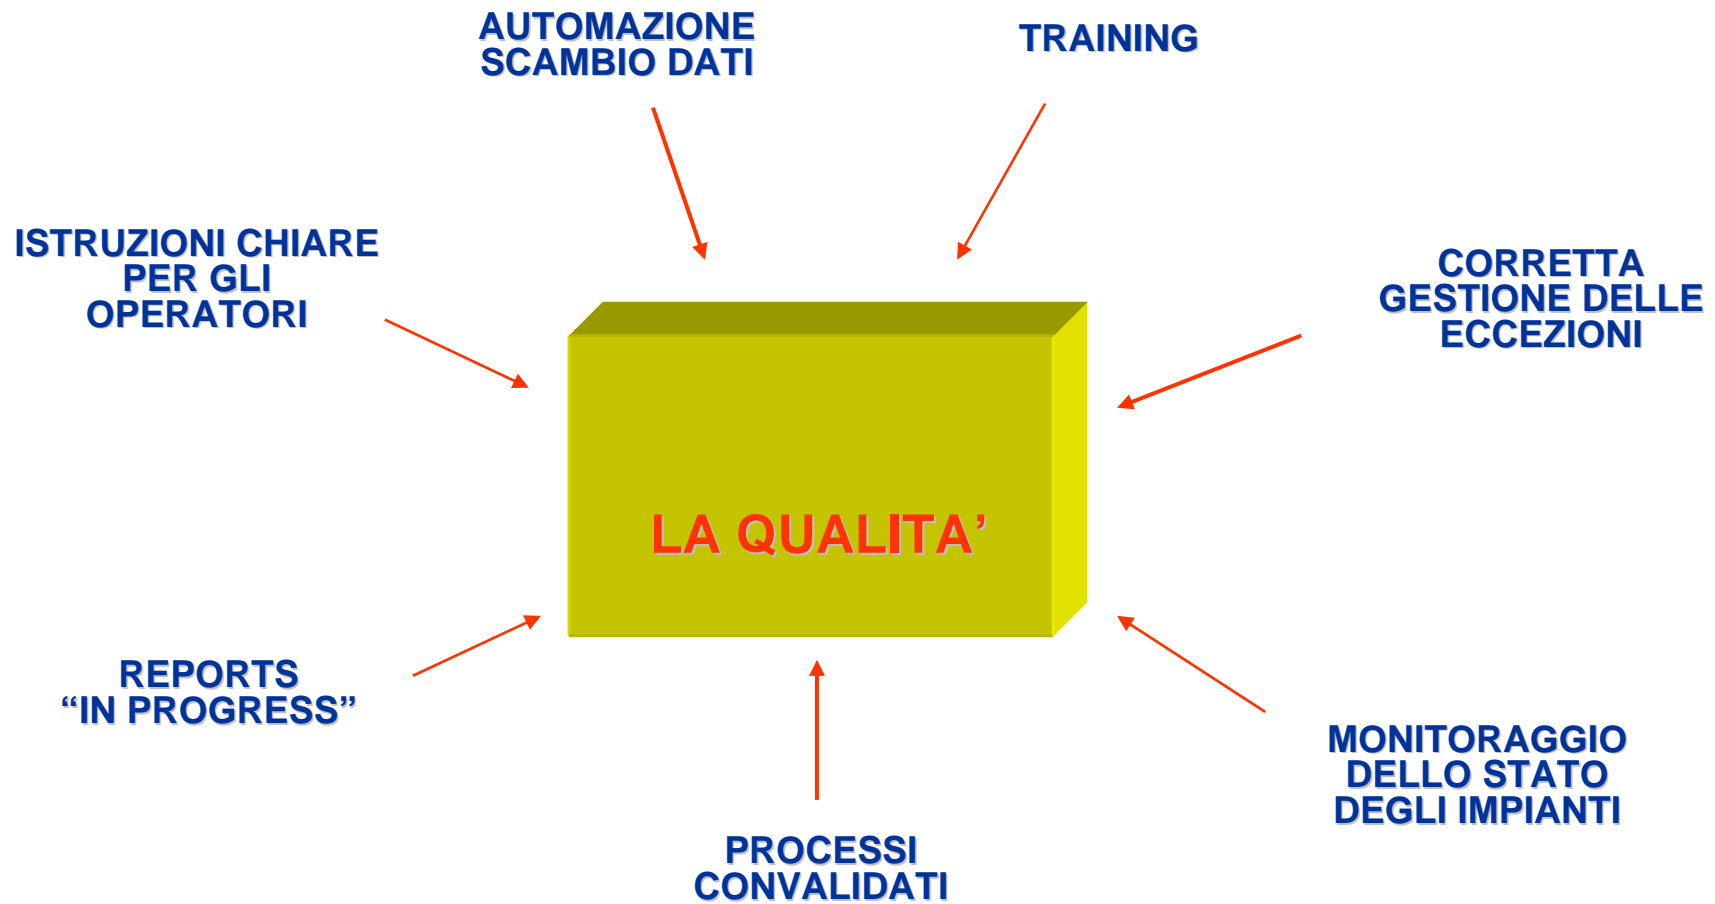 AUTOMAZIONE
SCAMBIO DATI
TRAINING
ISTRUZIONI CHIARE
PER GLI
OPERATORI
CORRETTA
GESTIONE DELLE
ECCEZIONI
LA QUALITA’
REPORTS
“IN PROGRESS”
MONITORAGGIO
DELLO STATO
DEGLI IMPIANTI
PROCESSI
CONVALIDATI